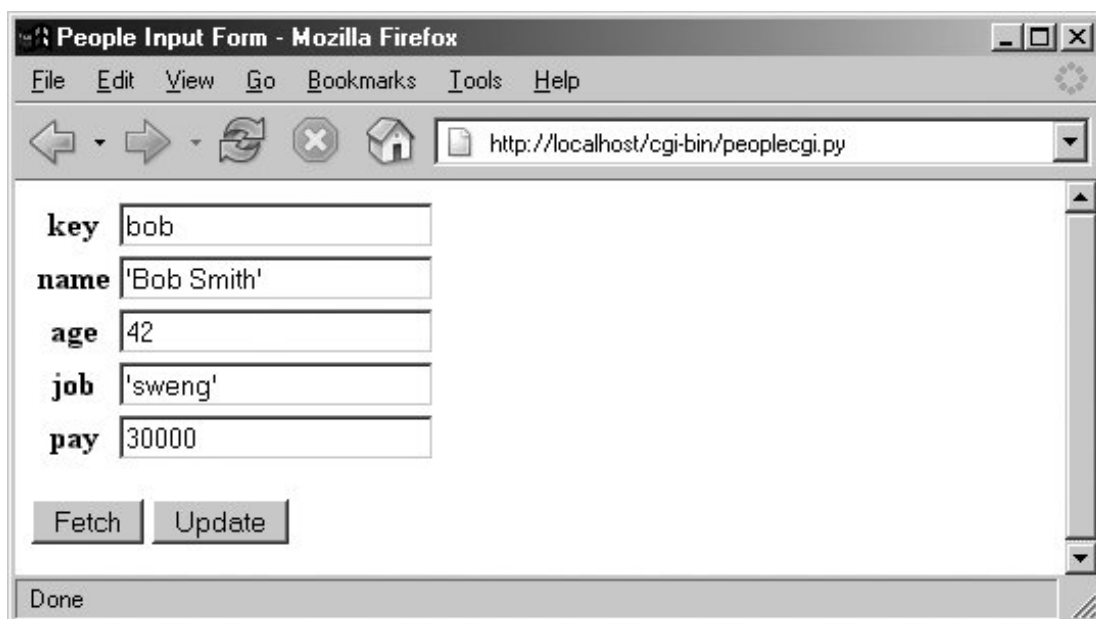 People Input Form - Mozilla Firefox
File Edit View Go Bookmarks Tools Help
http://localhost/cgi-bin/peoplecgi.py
key bob
name 'Bob Smith'
age 42
job 'sweng'
pay 30000
Fetch Update
Done